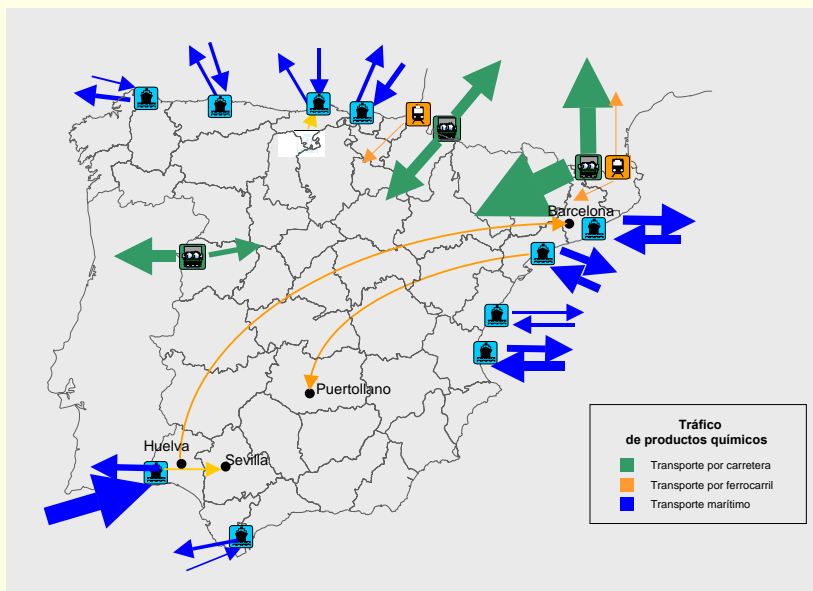 Barcelona
Puertollano
Huelva
Sevilla
Tráfico
de productos químicos
Transporte por carretera
Transporte por ferrocarril
Transporte marítimo